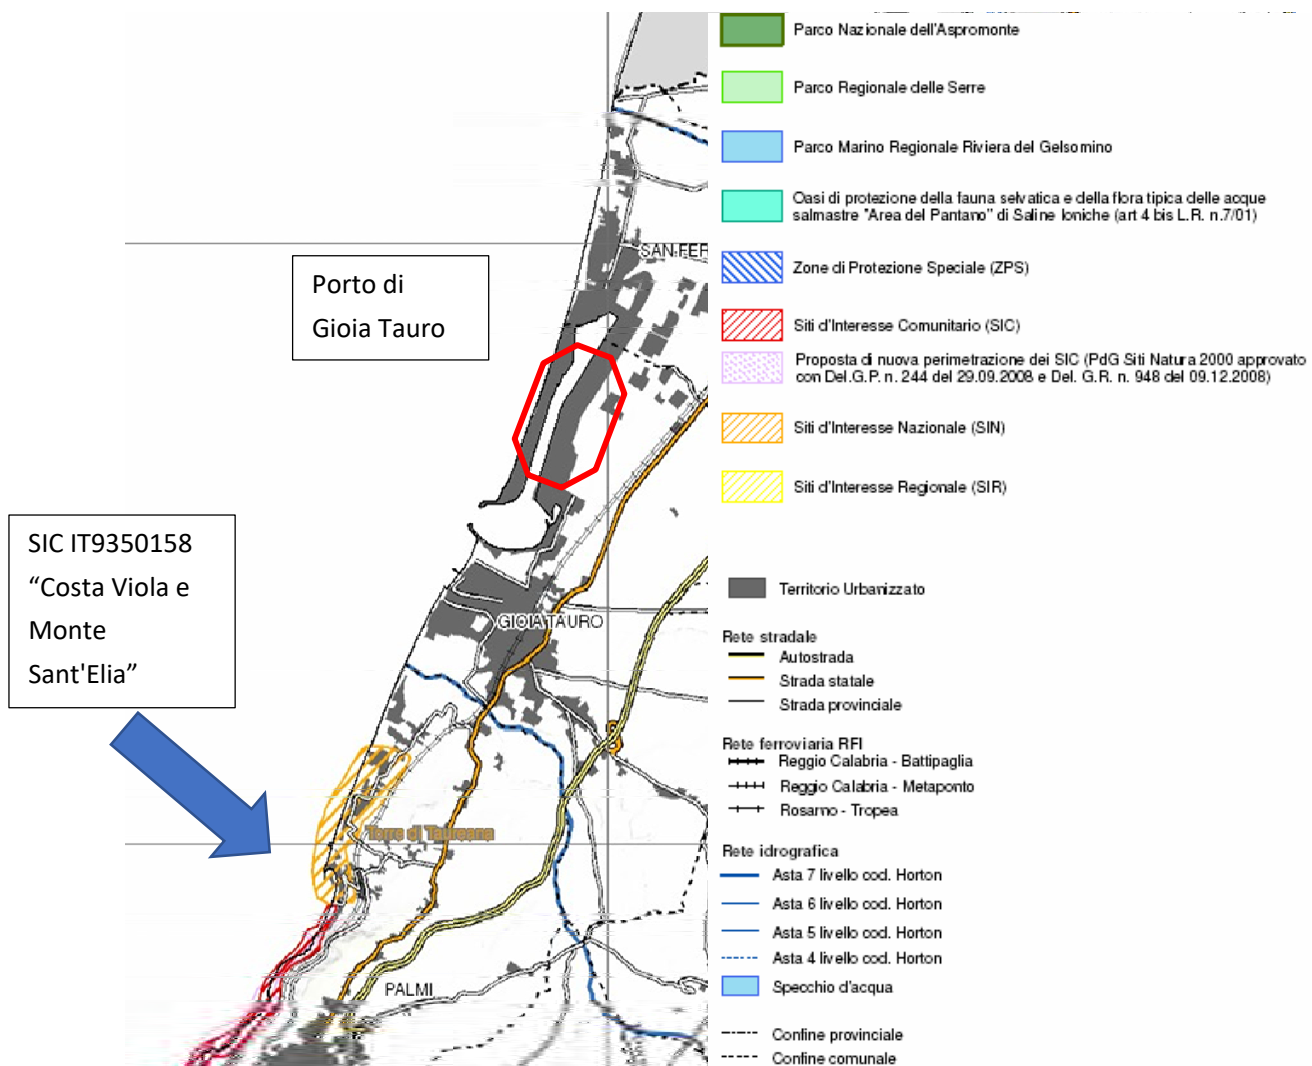 Porto di
Gioia Tauro
SIC IT9350158
“Costa Viola e
Monte
Sant'Elia”
SAN FER
GIOIA TAURO
Torre di Taureana
PALMI
Parco Nazionale dell'Aspromonte
Parco Regionale delle Serre
Parco Marino Regionale Riviera del Gelsomino
Oasi di protezione della fauna selvatica e della flora tipica delle acque
salmastre "Area del Pantano" di Saline Ioniche (art 4 bis L.R. n.7/01)
Zone di Protezione Speciale (ZPS)
Siti d'Interesse Comunitario (SIC)
Proposta di nuova perimetrazione dei SIC (PdG Siti Natura 2000 approvato
con Del.G.P. n. 244 del 29.09.2008 e Del. G.R. n. 948 del 09.12.2008)
Siti d'Interesse Nazionale (SIN)
Siti d'Interesse Regionale (SIR)
Territorio Urbanizzato
Rete stradale
Autostrada
Strada statale
Strada provinciale
Rete ferroviaria RFI
Reggio Calabria - Battipaglia
Reggio Calabria - Metaponto
Rosarno - Tropea
Rete idrografica
Asta 7 livello cod. Horton
Asta 6 livello cod. Horton
Asta 5 livello cod. Horton
Asta 4 livello cod. Horton
Specchio d'acqua
Confine provinciale
Confine comunale